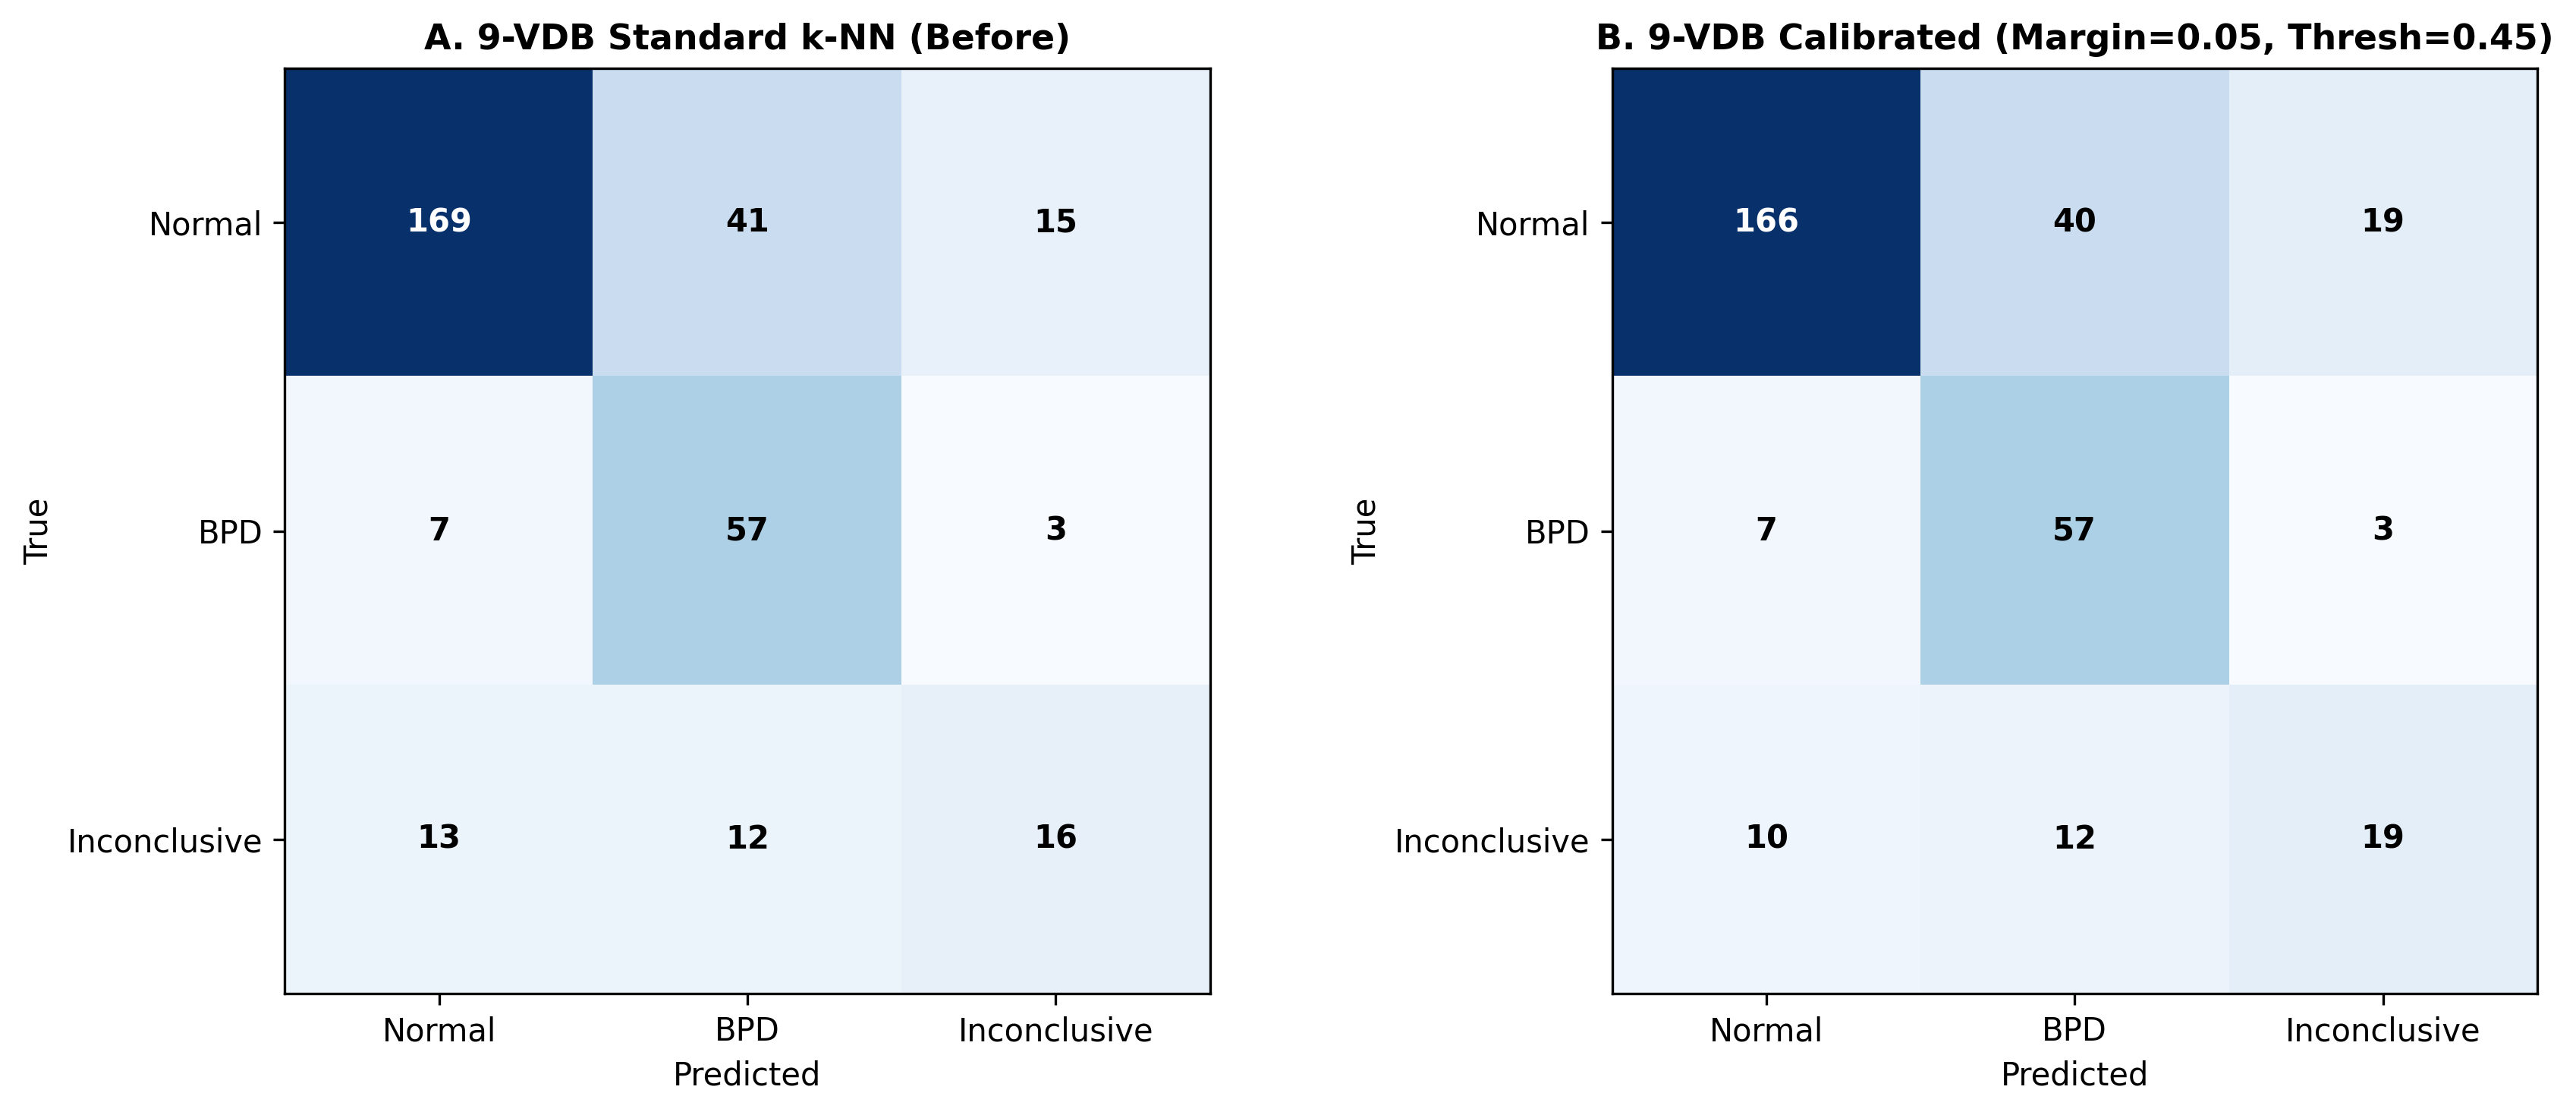 A. 9-VDB Standard k-NN (Before)
True
Normal 169 41 15
BPD 7 57 3
Inconclusive 13 12 16
Normal BPD Inconclusive
Predicted
B. 9-VDB Calibrated (Margin=0.05, Thresh=0.45)
True
Normal 166 40 19
BPD 7 57 3
Inconclusive 10 12 19
Normal BPD Inconclusive
Predicted